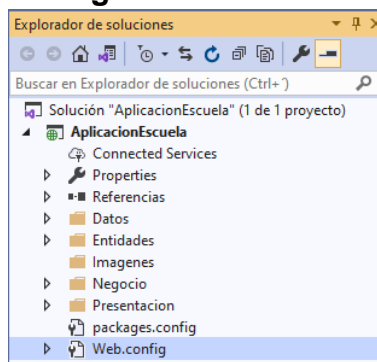 Explorador de soluciones
Buscar en Explorador de soluciones (Ctrl+´)
Solución "AplicacionEscuela" (1 de 1 proyecto)
AplicacionEscuela
Connected Services
Properties
Referencias
Datos
Entidades
Imagenes
Negocio
Presentacion
packages.config
Web.config